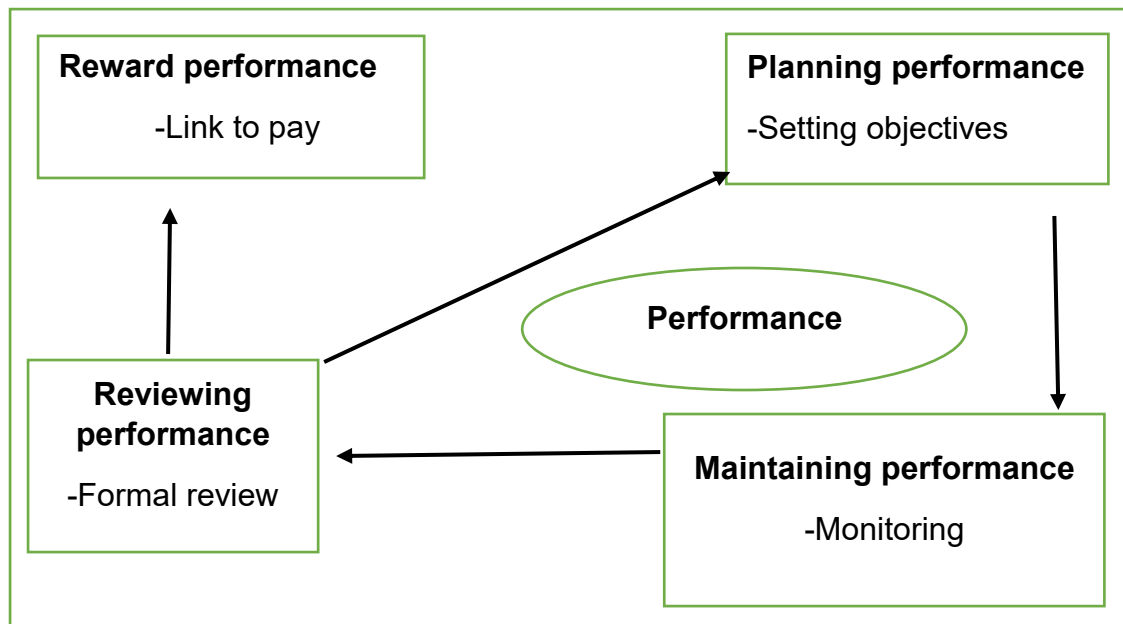 Reward performance
-Link to pay
Planning performance
-Setting objectives
Performance
Reviewing
performance
-Formal review
Maintaining performance
-Monitoring